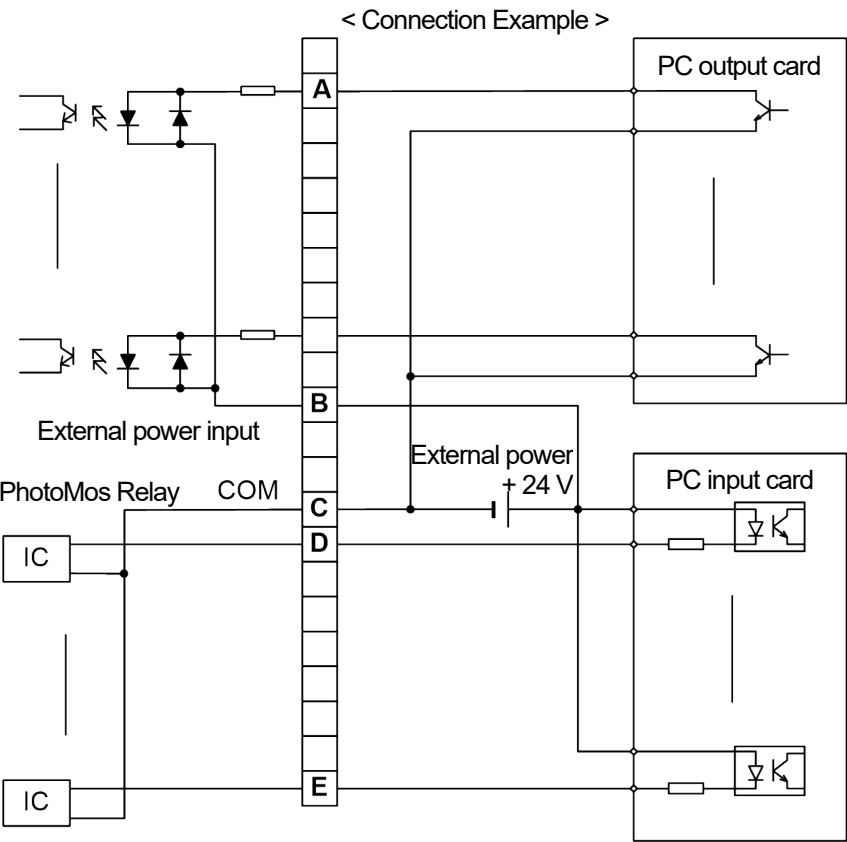 < Connection Example >
PC output card
A
B
External power input
External power
+ 24 V
PC input card
PhotoMos Relay
COM
C
D
IC
E
IC